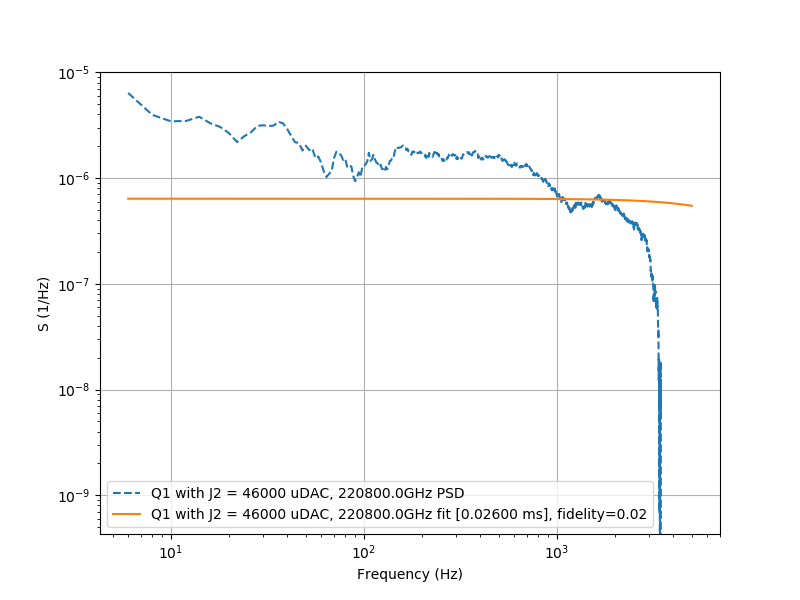 10⁻⁵
10⁻⁶
10⁻⁷
10⁻⁸
10⁻⁹
S (1/Hz)
Q1 with J2 = 46000 uDAC, 220800.0GHz PSD
Q1 with J2 = 46000 uDAC, 220800.0GHz fit [0.02600 ms], fidelity=0.02
10¹ 10² 10³
Frequency (Hz)